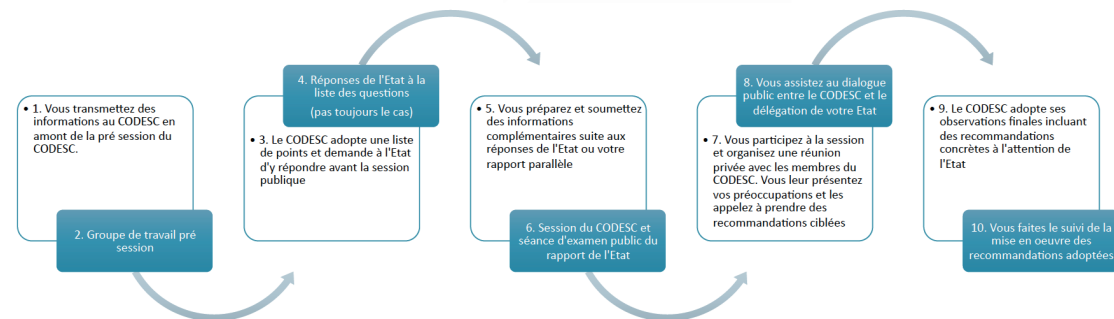 • 1. Vous transmettez des
informations au CODESC en
amont de la pré session du
CODESC.
2. Groupe de travail pré
session
4. Réponses de l'Etat à la
liste des questions
(pas toujours le cas)
• 3. Le CODESC adopte une liste
de points et demande à l'Etat
d'y répondre avant la session
publique
• 5. Vous préparez et soumettez
des informations
complémentaires suite aux
réponses de l'Etat ou votre
rapport parallèle
6. Session du CODESC et
séance d'examen public du
rapport de l'Etat
8. Vous assistez au dialogue
public entre le CODESC et le
délégation de votre Etat
• 7. Vous participez à la session
et organisez une réunion
privée avec les membres du
CODESC. Vous leur présentez
vos préoccupations et les
appelez à prendre des
recommandations ciblées
• 9. Le CODESC adopte ses
observations finales incluant
des recommandations
concrètes à l'attention de
l'Etat
10. Vous faites le suivi de la
mise en oeuvre des
recommandations adoptées